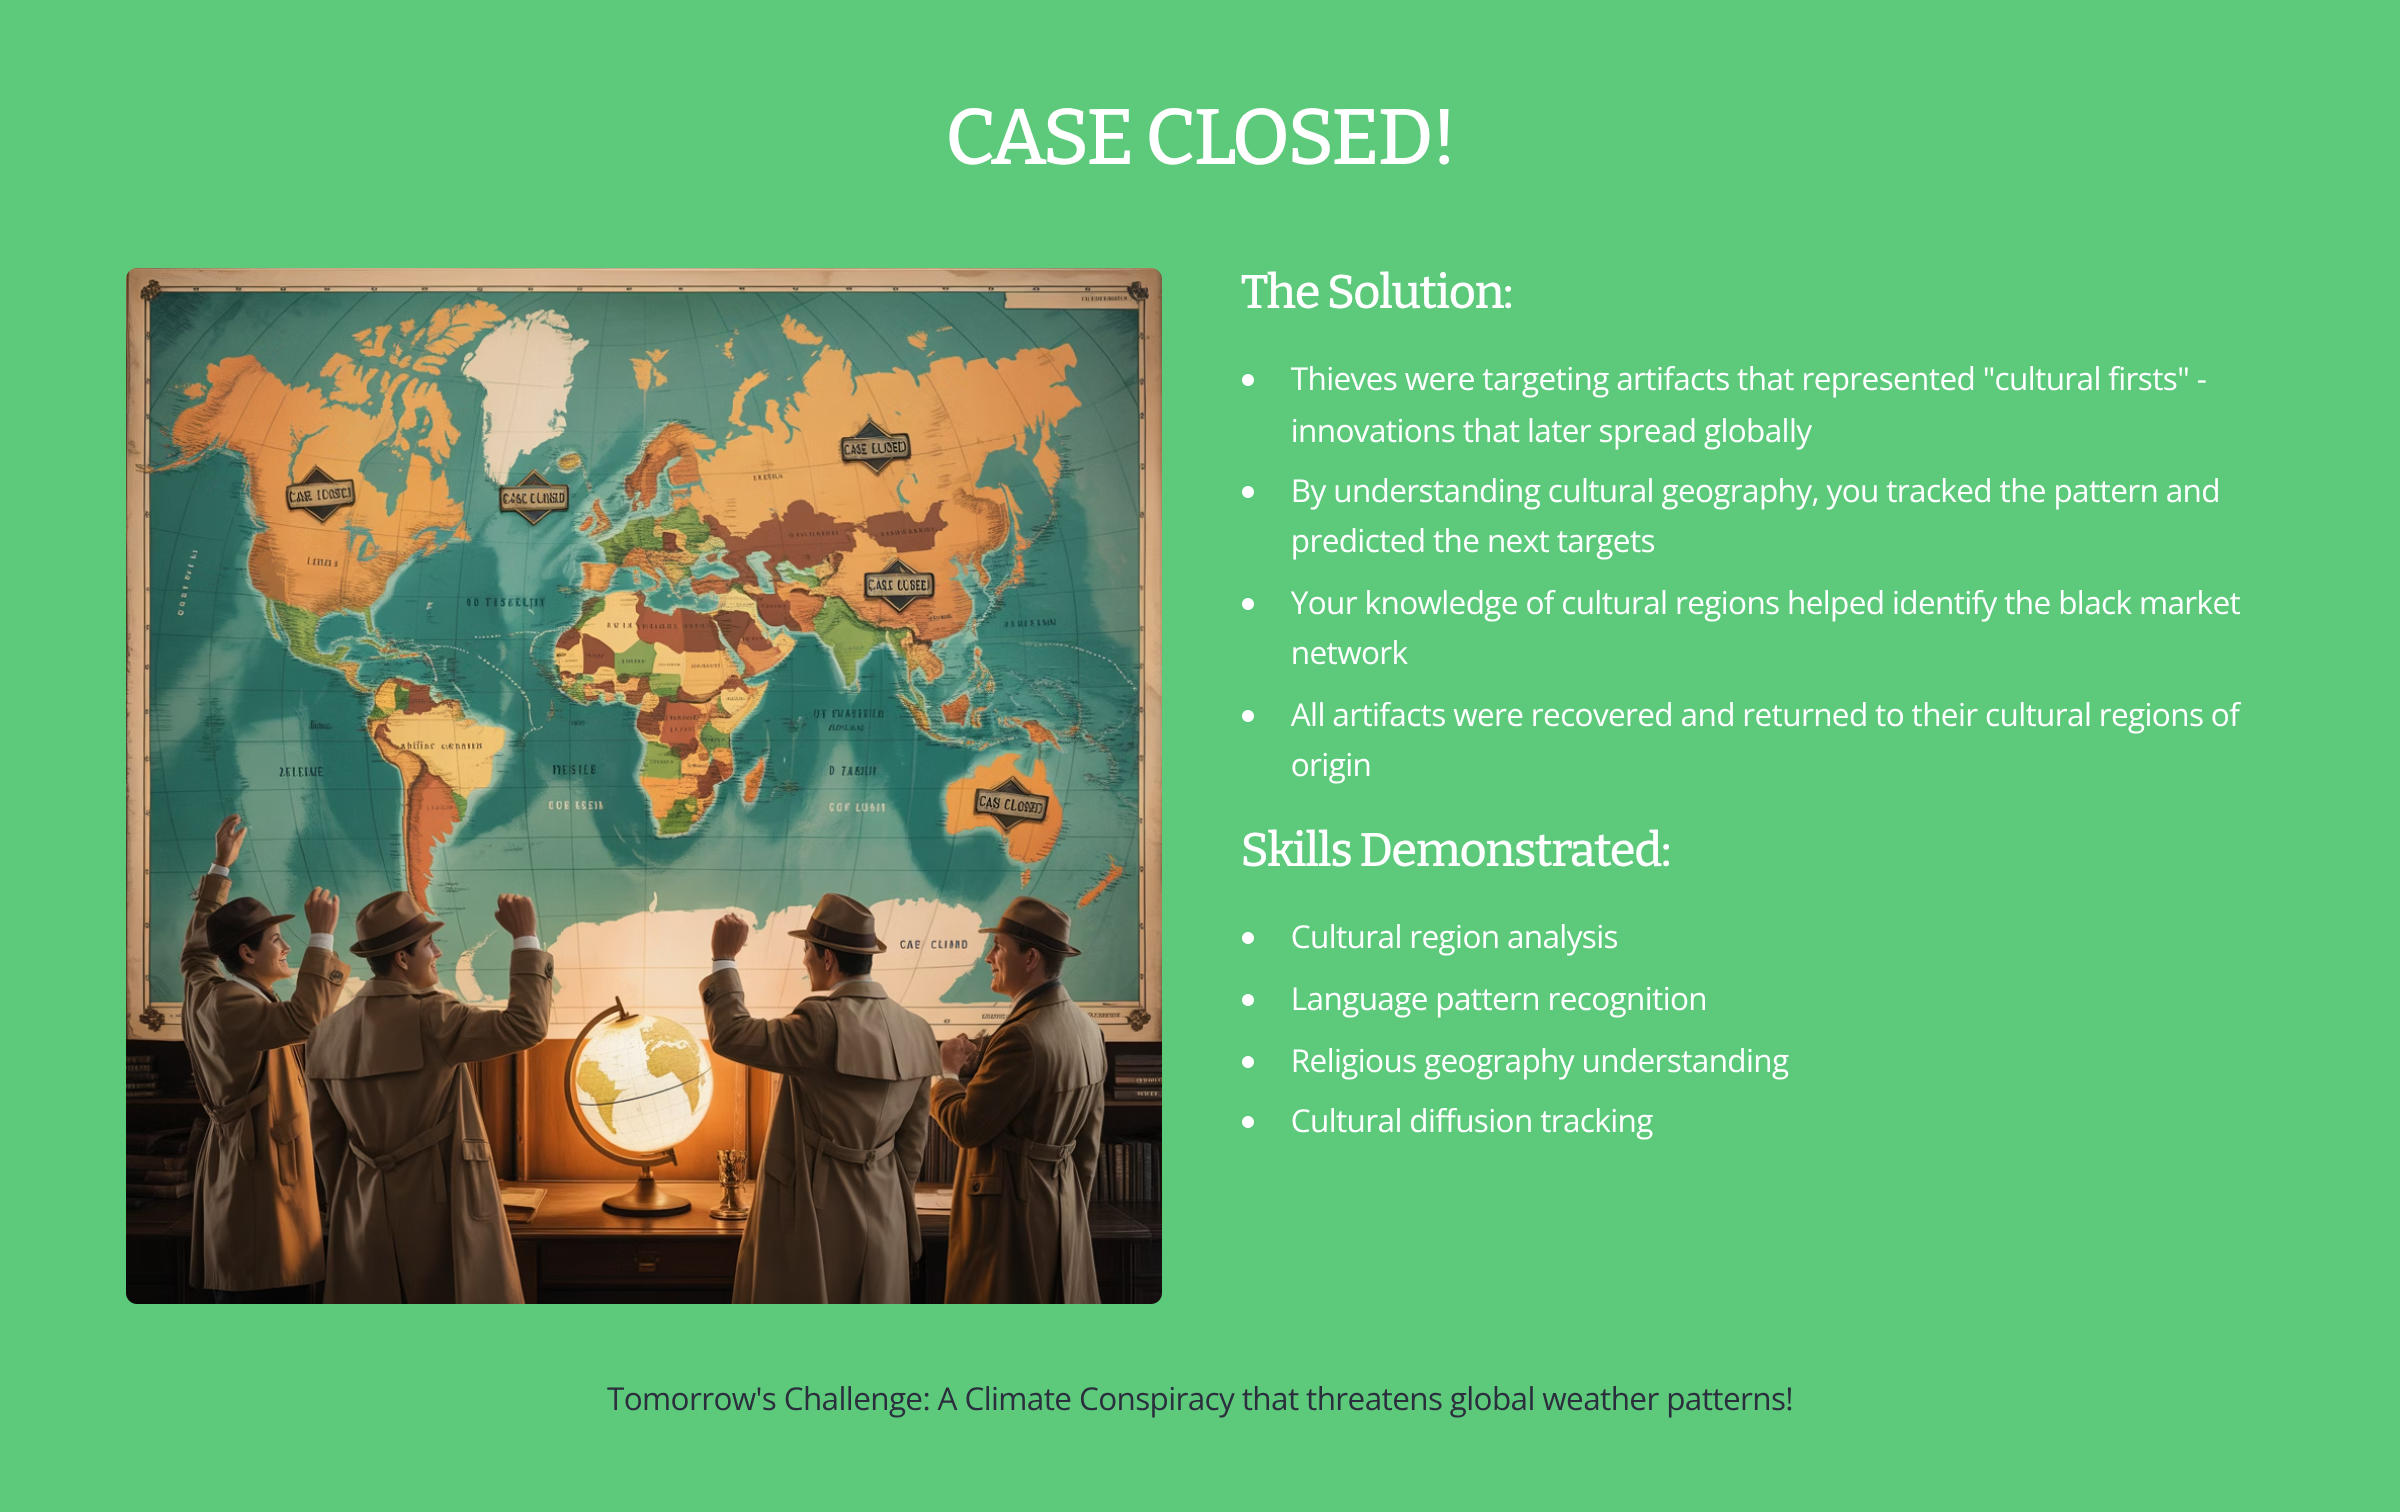 CASE CLOSED!
The Solution:
Thieves were targeting artifacts that represented "cultural firsts" -
innovations that later spread globally
By understanding cultural geography, you tracked the pattern and
predicted the next targets
Your knowledge of cultural regions helped identify the black market
network
All artifacts were recovered and returned to their cultural regions of
origin
Skills Demonstrated:
Cultural region analysis
Language pattern recognition
Religious geography understanding
Cultural diffusion tracking
CAS CLOSED
Tomorrow's Challenge: A Climate Conspiracy that threatens global weather patterns!